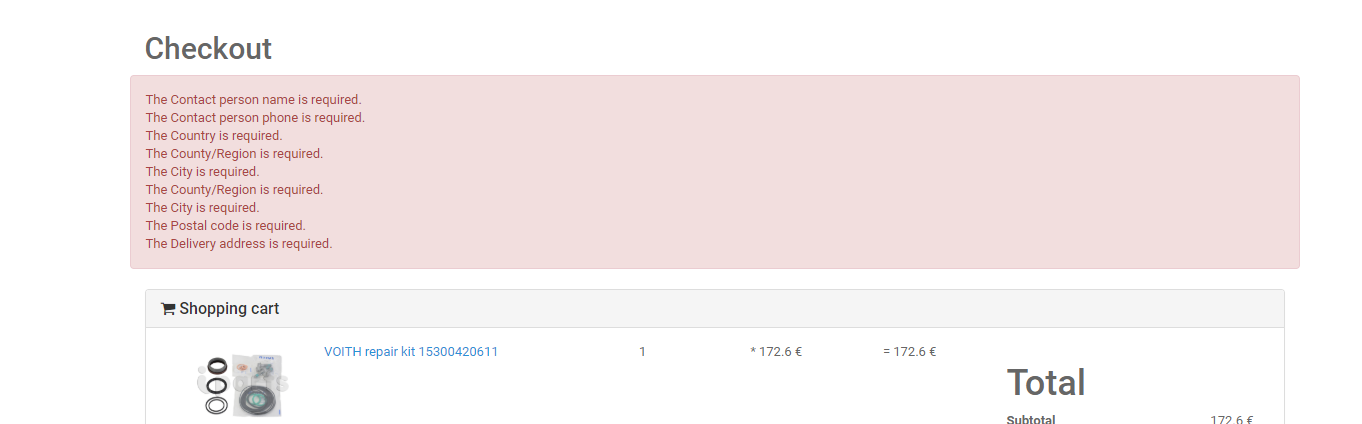 Checkout
The Contact person name is required.
The Contact person phone is required.
The Country is required.
The County/Region is required.
The City is required.
The County/Region is required.
The City is required.
The Postal code is required.
The Delivery address is required.
Shopping cart
VOITH repair kit 15300420611 1 * 172.6 € = 172.6 €
Total
Subtotal 172.6 €